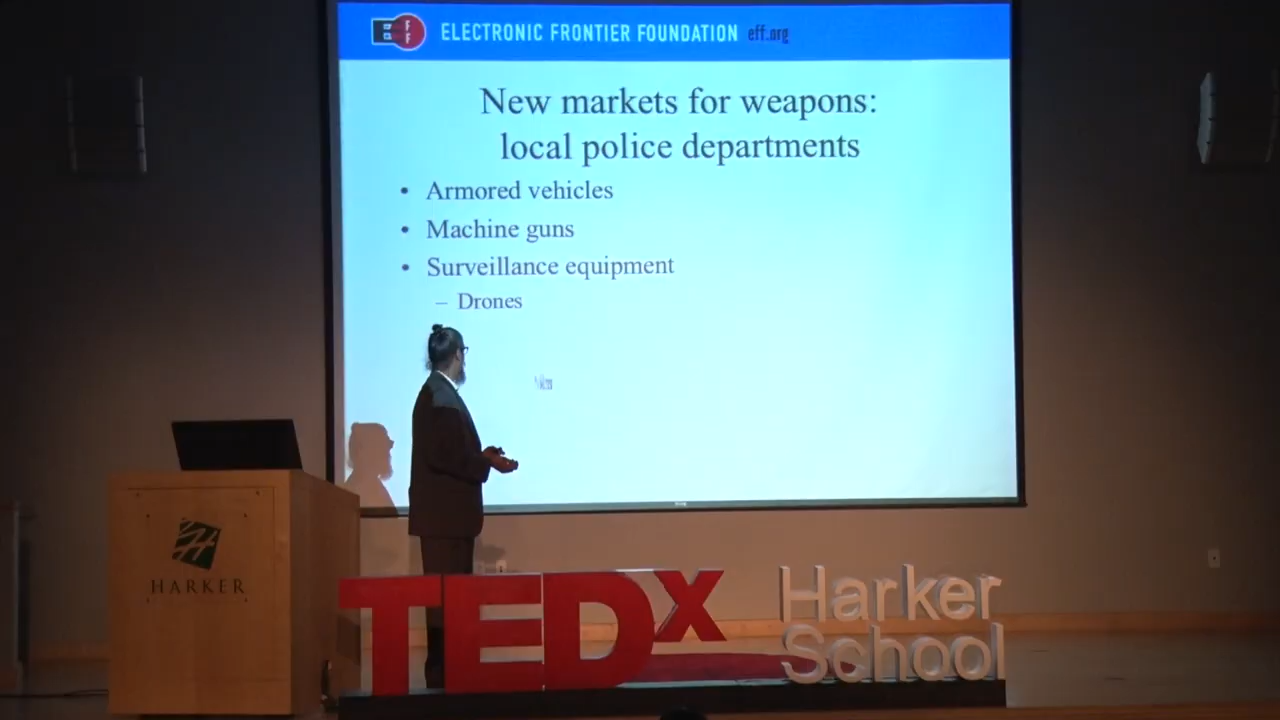 EFF
ELECTRONIC FRONTIER FOUNDATION eff.org
New markets for weapons:
local police departments
• Armored vehicles
• Machine guns
• Surveillance equipment
– Drones
HARKER
TEDx
Harker
School